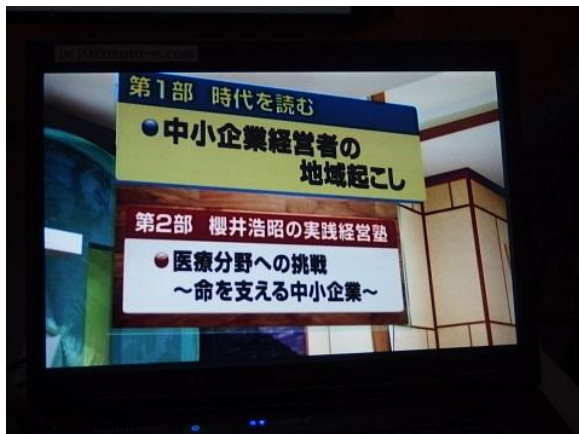 第1部 時代を読む
●中小企業経営者の
地域起こし
第2部 櫻井浩昭の実践経営塾
●医療分野への挑戦
～命を支える中小企業～